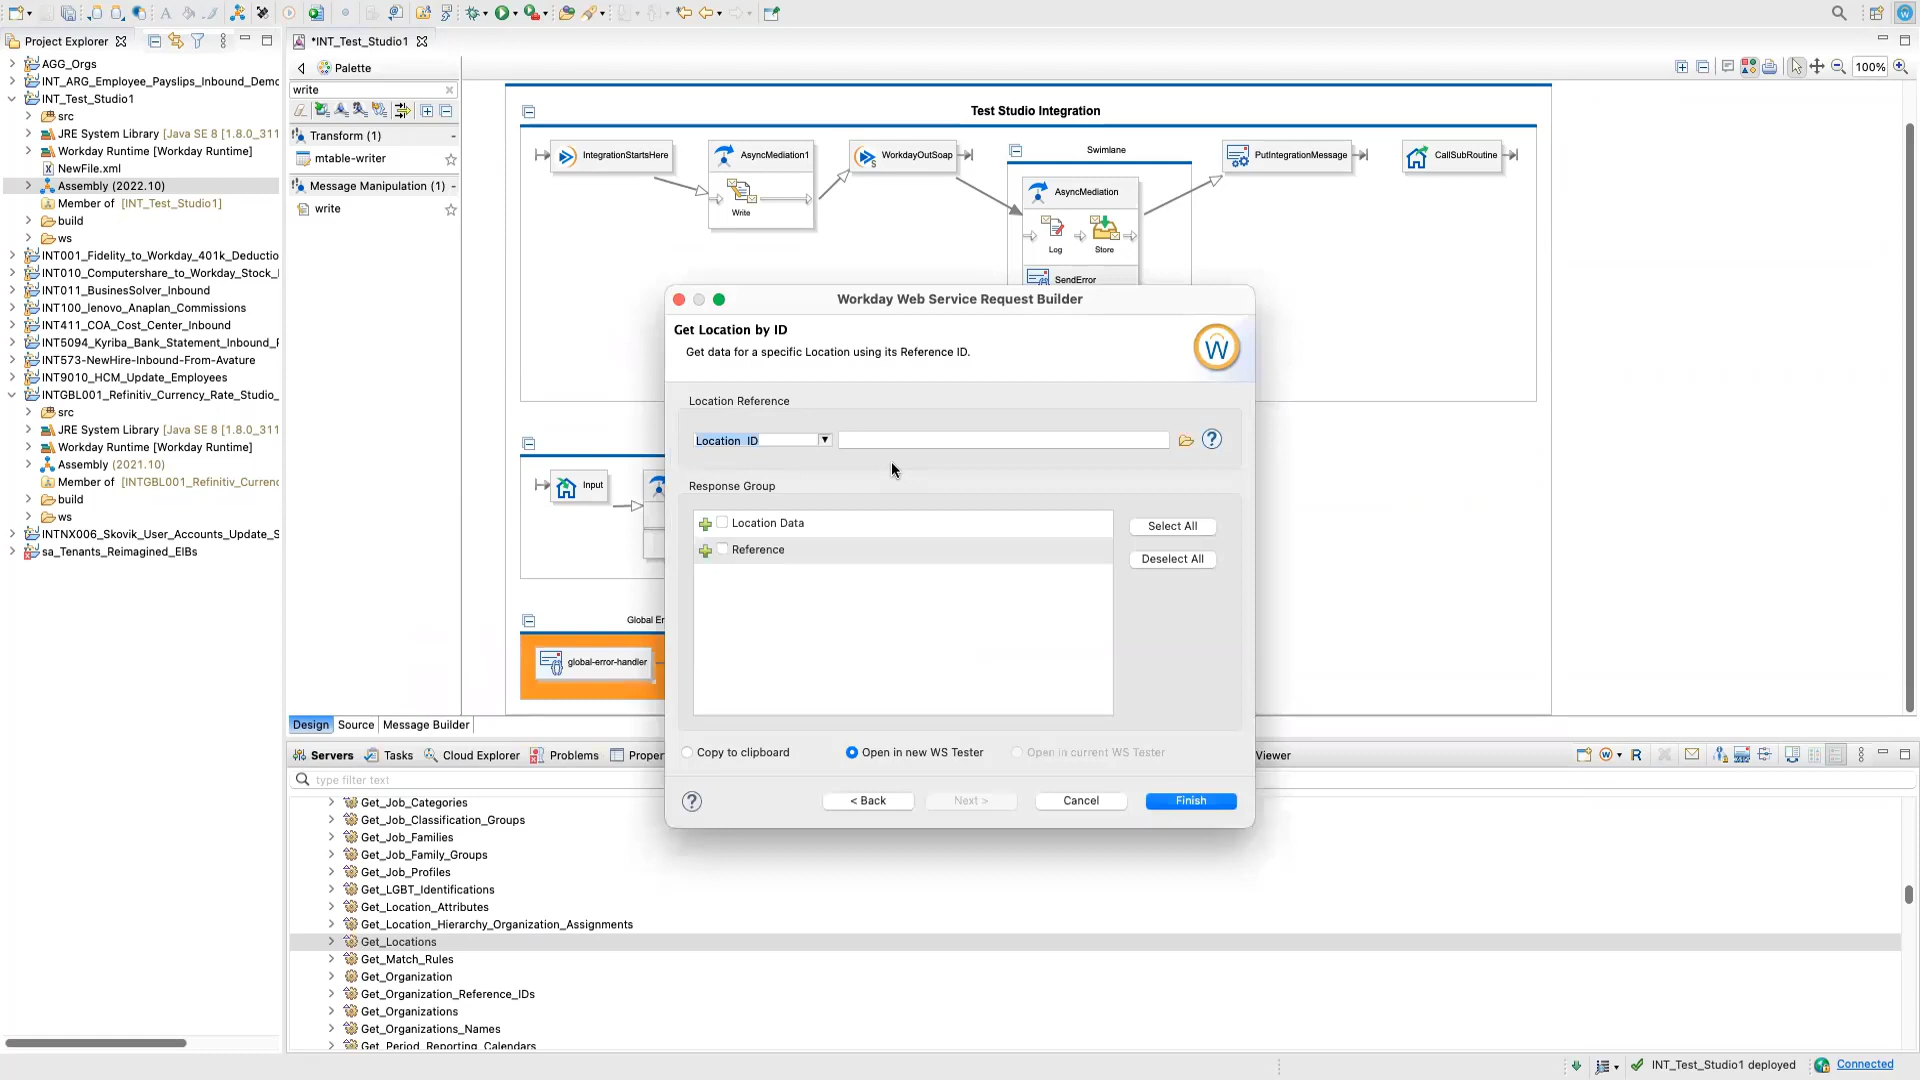 Project Explorer
*INT_Test_Studio1
AGG_Orgs
INT_ARG_Employee_Payslips_Inbound_Demo
INT_Test_Studio1
src
JRE System Library [Java SE 8 [1.8.0_311
Workday Runtime [Workday Runtime]
NewFile.xml
Assembly (2022.10)
Member of [INT_Test_Studio1]
build
ws
INT001_Fidelity_to_Workday_401k_Deductio
INT010_Computershare_to_Workday_Stock_
INT011_BusinesSolver_Inbound
INT100_lenovo_Anaplan_Commissions
INT411_COA_Cost_Center_Inbound
INT5094_Kyriba_Bank_Statement_Inbound_F
INT573-NewHire-Inbound-From-Avature
INT9010_HCM_Update_Employees
INTGBL001_Refinitiv_Currency_Rate_Studio_
src
JRE System Library [Java SE 8 [1.8.0_311
Workday Runtime [Workday Runtime]
Assembly (2021.10)
Member of [INTGBL001_Refinitiv_Currenc
build
ws
INTNX006_Skovik_User_Accounts_Update_S
sa_Tenants_Reimagined_EIBs
Palette
write
Transform (1)
mtable-writer
Message Manipulation (1)
write
100%
Test Studio Integration
IntegrationStartsHere
AsyncMediation1
Write
WorkdayOutSoap
Swimlane
AsyncMediation
Log
Store
SendError
PutIntegrationMessage
CallSubRoutine
Input
Global Er
global-error-handler
Workday Web Service Request Builder
Get Location by ID
Get data for a specific Location using its Reference ID.
W
Location Reference
Location_ID
Response Group
Location Data
Reference
Select All
Deselect All
Copy to clipboard
Open in new WS Tester
Open in current WS Tester
< Back
Next >
Cancel
Finish
Design
Source
Message Builder
Servers
Tasks
Cloud Explorer
Problems
Proper
Viewer
type filter text
Get_Job_Categories
Get_Job_Classification_Groups
Get_Job_Families
Get_Job_Family_Groups
Get_Job_Profiles
Get_LGBT_Identifications
Get_Location_Attributes
Get_Location_Hierarchy_Organization_Assignments
Get_Locations
Get_Match_Rules
Get_Organization
Get_Organization_Reference_IDs
Get_Organizations
Get_Organizations_Names
Get_Period_Reporting_Calendars
INT_Test_Studio1 deployed
Connected